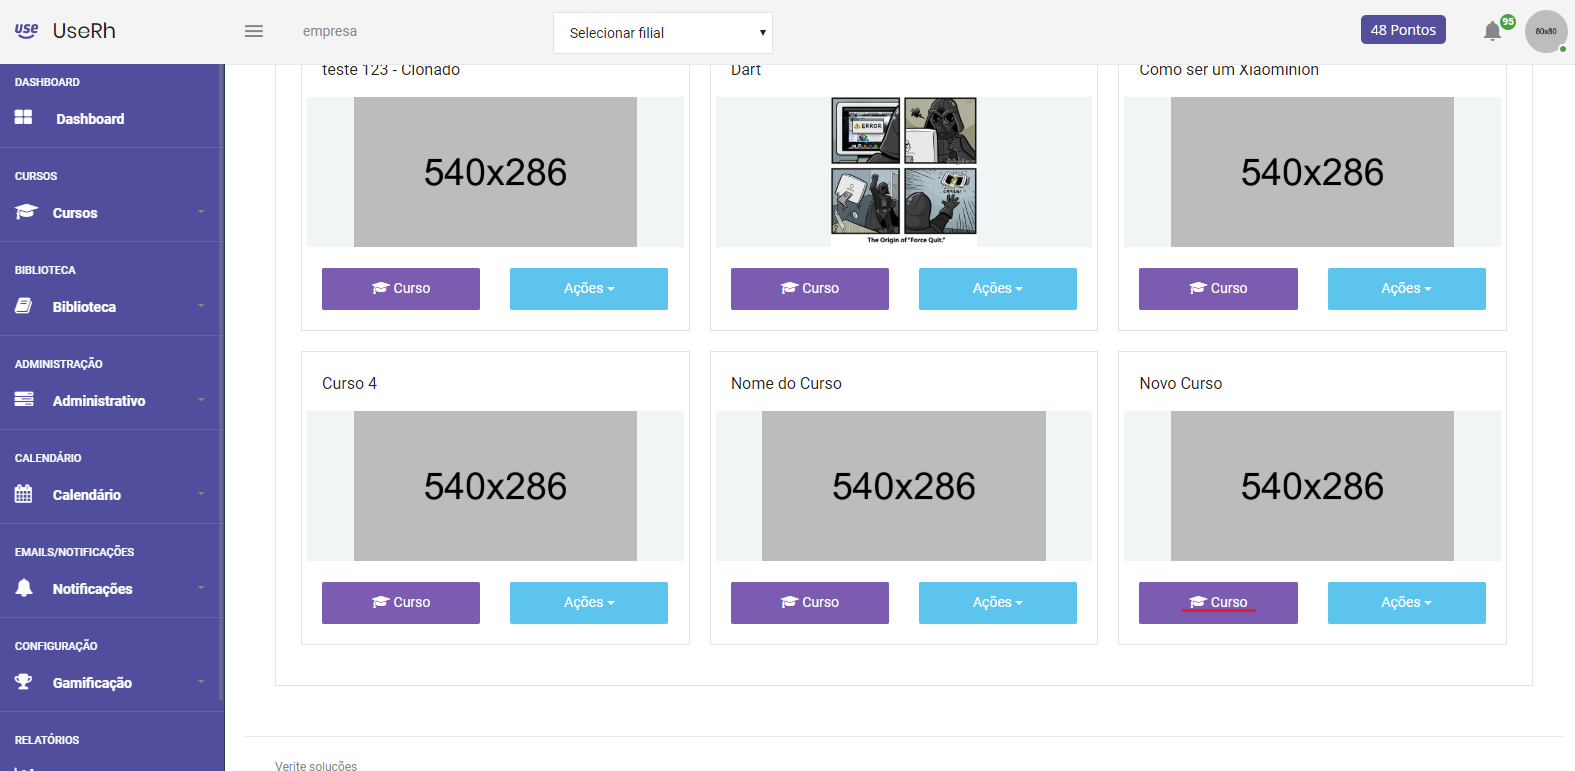 use UseRh
empresa
Selecionar filial
48 Pontos
95
80x80
DASHBOARD
Dashboard
CURSOS
Cursos
BIBLIOTECA
Biblioteca
ADMINISTRAÇÃO
Administrativo
CALENDÁRIO
Calendário
EMAILS/NOTIFICAÇÕES
Notificações
CONFIGURAÇÃO
Gamificação
RELATÓRIOS
teste 123 - Clonado
540x286
Curso
Ações
Dart
ERROR
The Origin of "Force Quit."
Curso
Ações
Como ser um Xiaominion
540x286
Curso
Ações
Curso 4
540x286
Curso
Ações
Nome do Curso
540x286
Curso
Ações
Novo Curso
540x286
Curso
Ações
Verite soluções